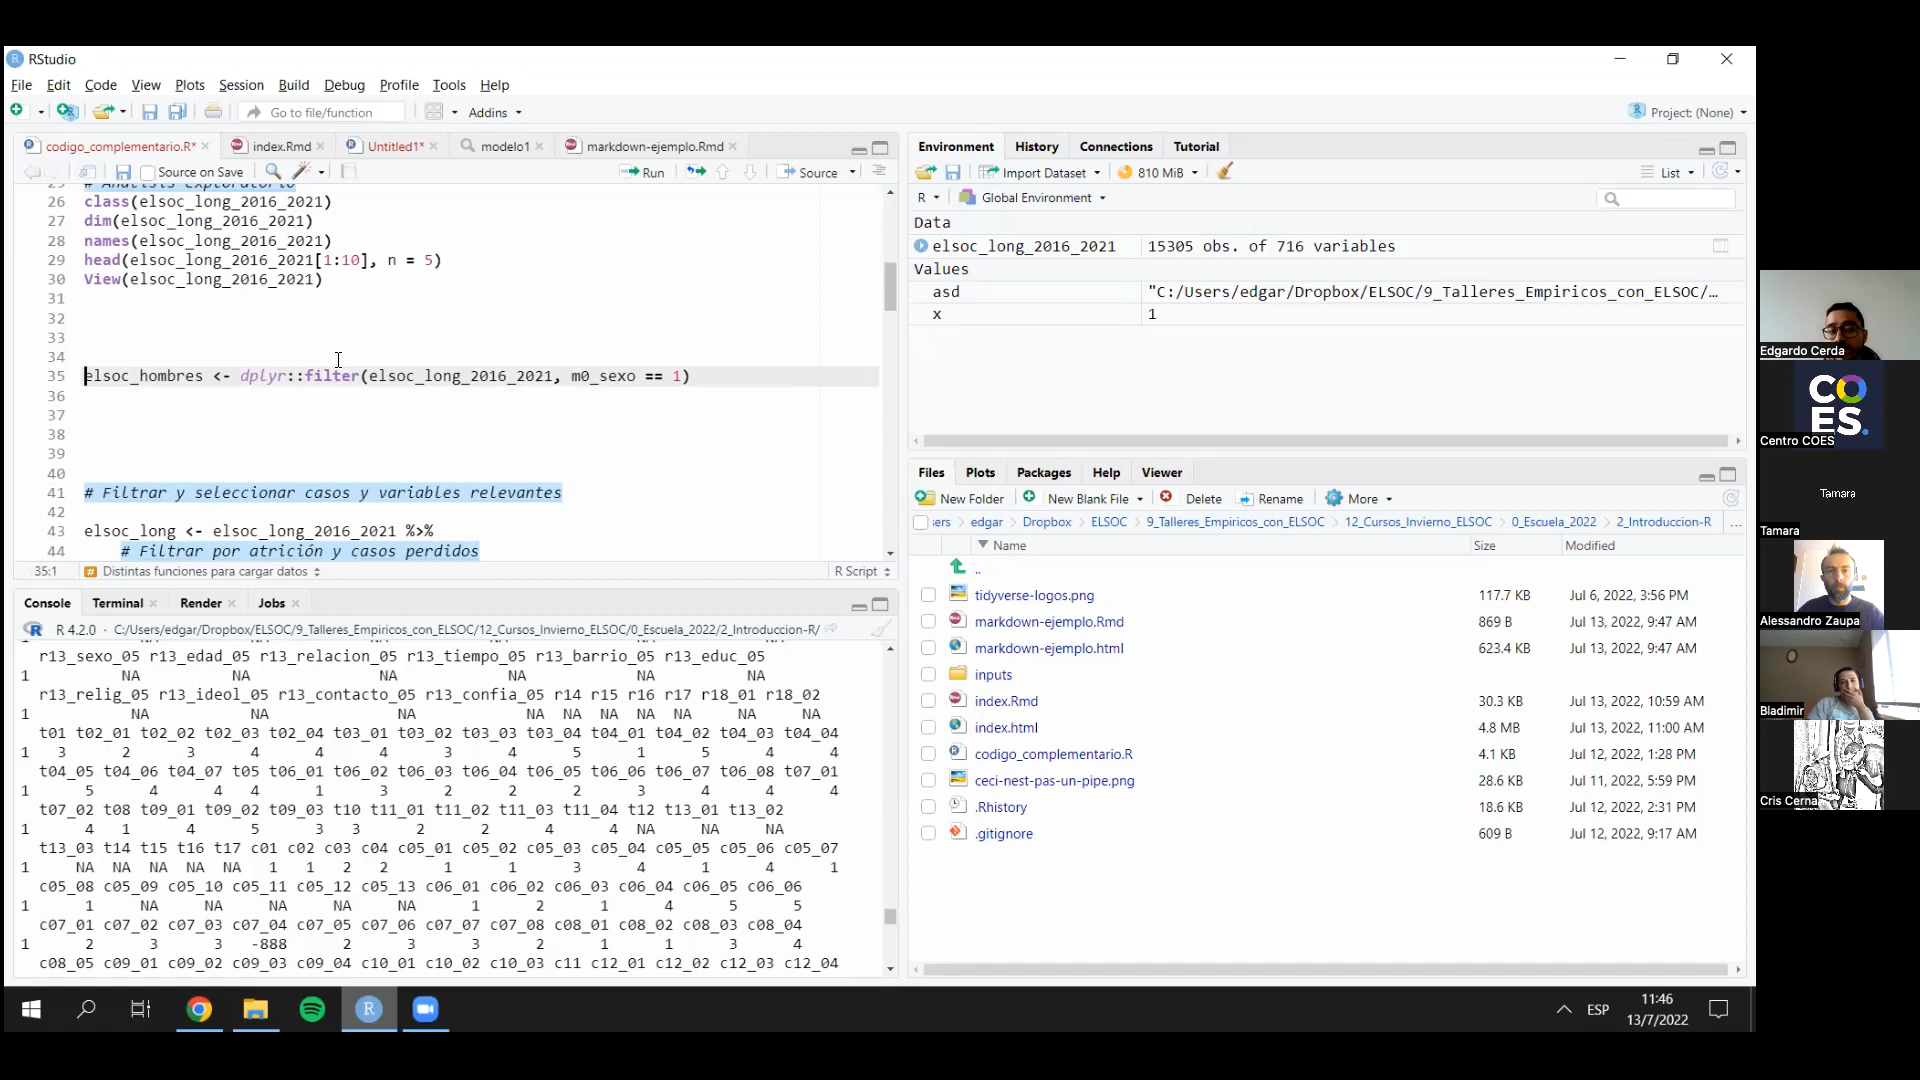 RStudio
File Edit Code View Plots Session Build Debug Profile Tools Help
Go to file/function Addins Project: (None)
codigo_complementario.R* index.Rmd Untitled1* modelo1 markdown-ejemplo.Rmd
Source on Save Run Source
25 # Análisis exploratorio
26 class(elsoc_long_2016_2021)
27 dim(elsoc_long_2016_2021)
28 names(elsoc_long_2016_2021)
29 head(elsoc_long_2016_2021[1:10], n = 5)
30 View(elsoc_long_2016_2021)
31
32
33
34
35 elsoc_hombres <- dplyr::filter(elsoc_long_2016_2021, m0_sexo == 1)
36
37
38
39
40
41 # Filtrar y seleccionar casos y variables relevantes
42
43 elsoc_long <- elsoc_long_2016_2021 %>%
44 # Filtrar por atrición y casos perdidos
35:1 Distintas funciones para cargar datos R Script
Console Terminal Render Jobs
R 4.2.0 · C:/Users/edgar/Dropbox/ELSOC/9_Talleres_Empiricos_con_ELSOC/12_Cursos_Invierno_ELSOC/0_Escuela_2022/2_Introduccion-R/
r13_sexo_05 r13_edad_05 r13_relacion_05 r13_tiempo_05 r13_barrio_05 r13_educ_05
1 NA NA NA NA NA NA
r13_relig_05 r13_ideol_05 r13_contacto_05 r13_confia_05 r14 r15 r16 r17 r18_01 r18_02
1 NA NA NA NA NA NA NA NA NA NA
t01 t02_01 t02_02 t02_03 t02_04 t03_01 t03_02 t03_03 t03_04 t04_01 t04_02 t04_03 t04_04
1 3 2 3 4 4 4 3 4 5 1 5 4 4
t04_05 t04_06 t04_07 t05 t06_01 t06_02 t06_03 t06_04 t06_05 t06_06 t06_07 t06_08 t07_01
1 5 4 4 4 1 3 2 2 2 3 4 4 4
t07_02 t08 t09_01 t09_02 t09_03 t10 t11_01 t11_02 t11_03 t11_04 t12 t13_01 t13_02
1 4 1 4 5 3 3 2 2 4 4 NA NA NA
t13_03 t14 t15 t16 t17 c01 c02 c03 c04 c05_01 c05_02 c05_03 c05_04 c05_05 c05_06 c05_07
1 NA NA NA NA NA 1 1 2 2 1 1 3 4 1 4 1
c05_08 c05_09 c05_10 c05_11 c05_12 c05_13 c06_01 c06_02 c06_03 c06_04 c06_05 c06_06
1 1 NA NA NA NA NA 1 2 1 4 5 5
c07_01 c07_02 c07_03 c07_04 c07_05 c07_06 c07_07 c07_08 c08_01 c08_02 c08_03 c08_04
1 2 3 3 -888 2 3 3 2 1 1 3 4
c08_05 c09_01 c09_02 c09_03 c09_04 c10_01 c10_02 c10_03 c11 c12_01 c12_02 c12_03 c12_04
Environment History Connections Tutorial
Import Dataset 810 MiB List
R Global Environment
Data
elsoc_long_2016_2021 15305 obs. of 716 variables
Values
asd "C:/Users/edgar/Dropbox/ELSOC/9_Talleres_Empiricos_con_ELSOC/…
x 1
Files Plots Packages Help Viewer
New Folder New Blank File Delete Rename More
ers edgar Dropbox ELSOC 9_Talleres_Empiricos_con_ELSOC 12_Cursos_Invierno_ELSOC 0_Escuela_2022 2_Introduccion-R ...
Name Size Modified
..
tidyverse-logos.png 117.7 KB Jul 6, 2022, 3:56 PM
markdown-ejemplo.Rmd 869 B Jul 13, 2022, 9:47 AM
markdown-ejemplo.html 623.4 KB Jul 13, 2022, 9:47 AM
inputs
index.Rmd 30.3 KB Jul 13, 2022, 10:59 AM
index.html 4.8 MB Jul 13, 2022, 11:00 AM
codigo_complementario.R 4.1 KB Jul 12, 2022, 1:28 PM
ceci-nest-pas-un-pipe.png 28.6 KB Jul 11, 2022, 5:59 PM
.Rhistory 18.6 KB Jul 12, 2022, 2:31 PM
.gitignore 609 B Jul 12, 2022, 9:17 AM
Edgardo Cerda
COES.
Centro COES
Tamara
Tamara
Alessandro Zaupa
Bladimir
Cris Cerna
ESP 11:46
13/7/2022